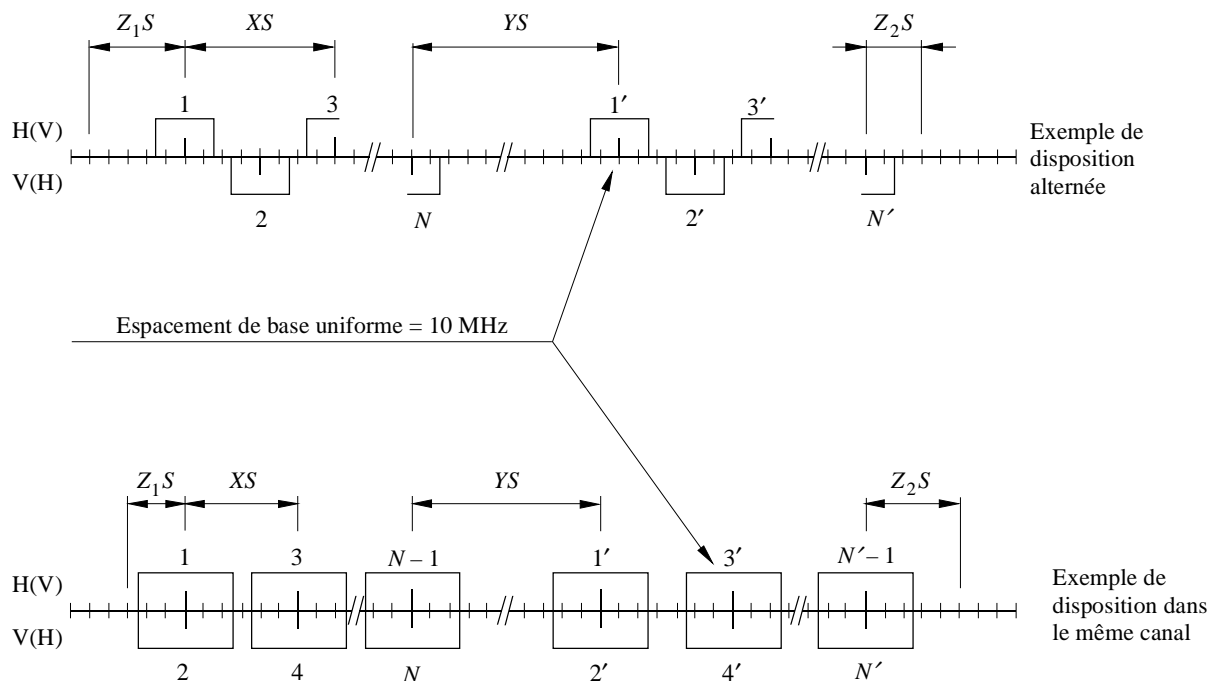 Z₁S XS YS Z₂S
1 3 1′ 3′
H(V)
V(H)
2 N 2′ N′
Exemple de
disposition
alternée
Espacement de base uniforme = 10 MHz
Z₁S XS YS Z₂S
1 3 N – 1 1′ 3′ N′ – 1
H(V)
V(H)
2 4 N 2′ 4′ N′
Exemple de
disposition dans
le même canal